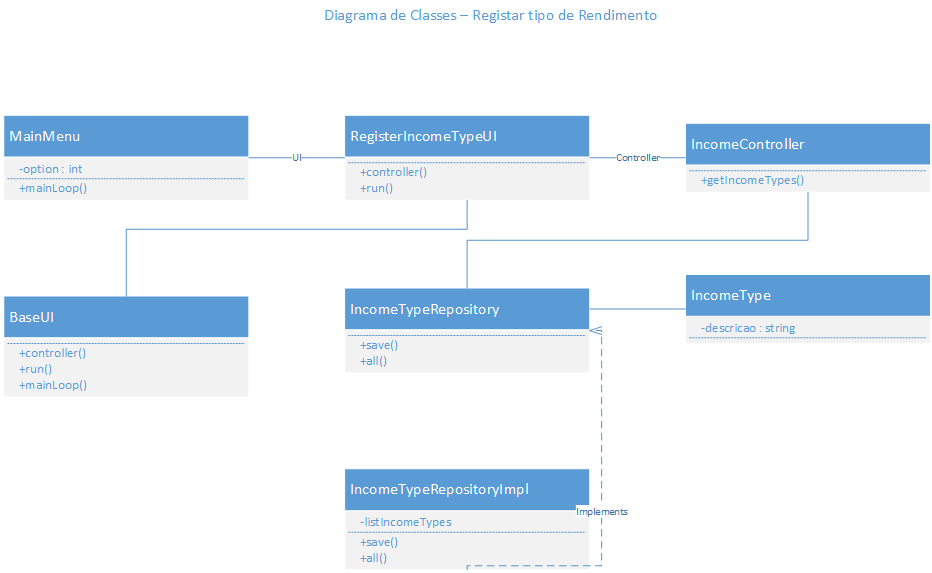 Diagrama de Classes – Registar tipo de Rendimento
MainMenu
-option : int
+mainLoop()
UI
RegisterIncomeTypeUI
+controller()
+run()
Controller
IncomeController
+getIncomeTypes()
BaseUI
+controller()
+run()
+mainLoop()
IncomeTypeRepository
+save()
+all()
IncomeType
-descricao : string
IncomeTypeRepositoryImpl
-listIncomeTypes
+save()
+all()
Implements